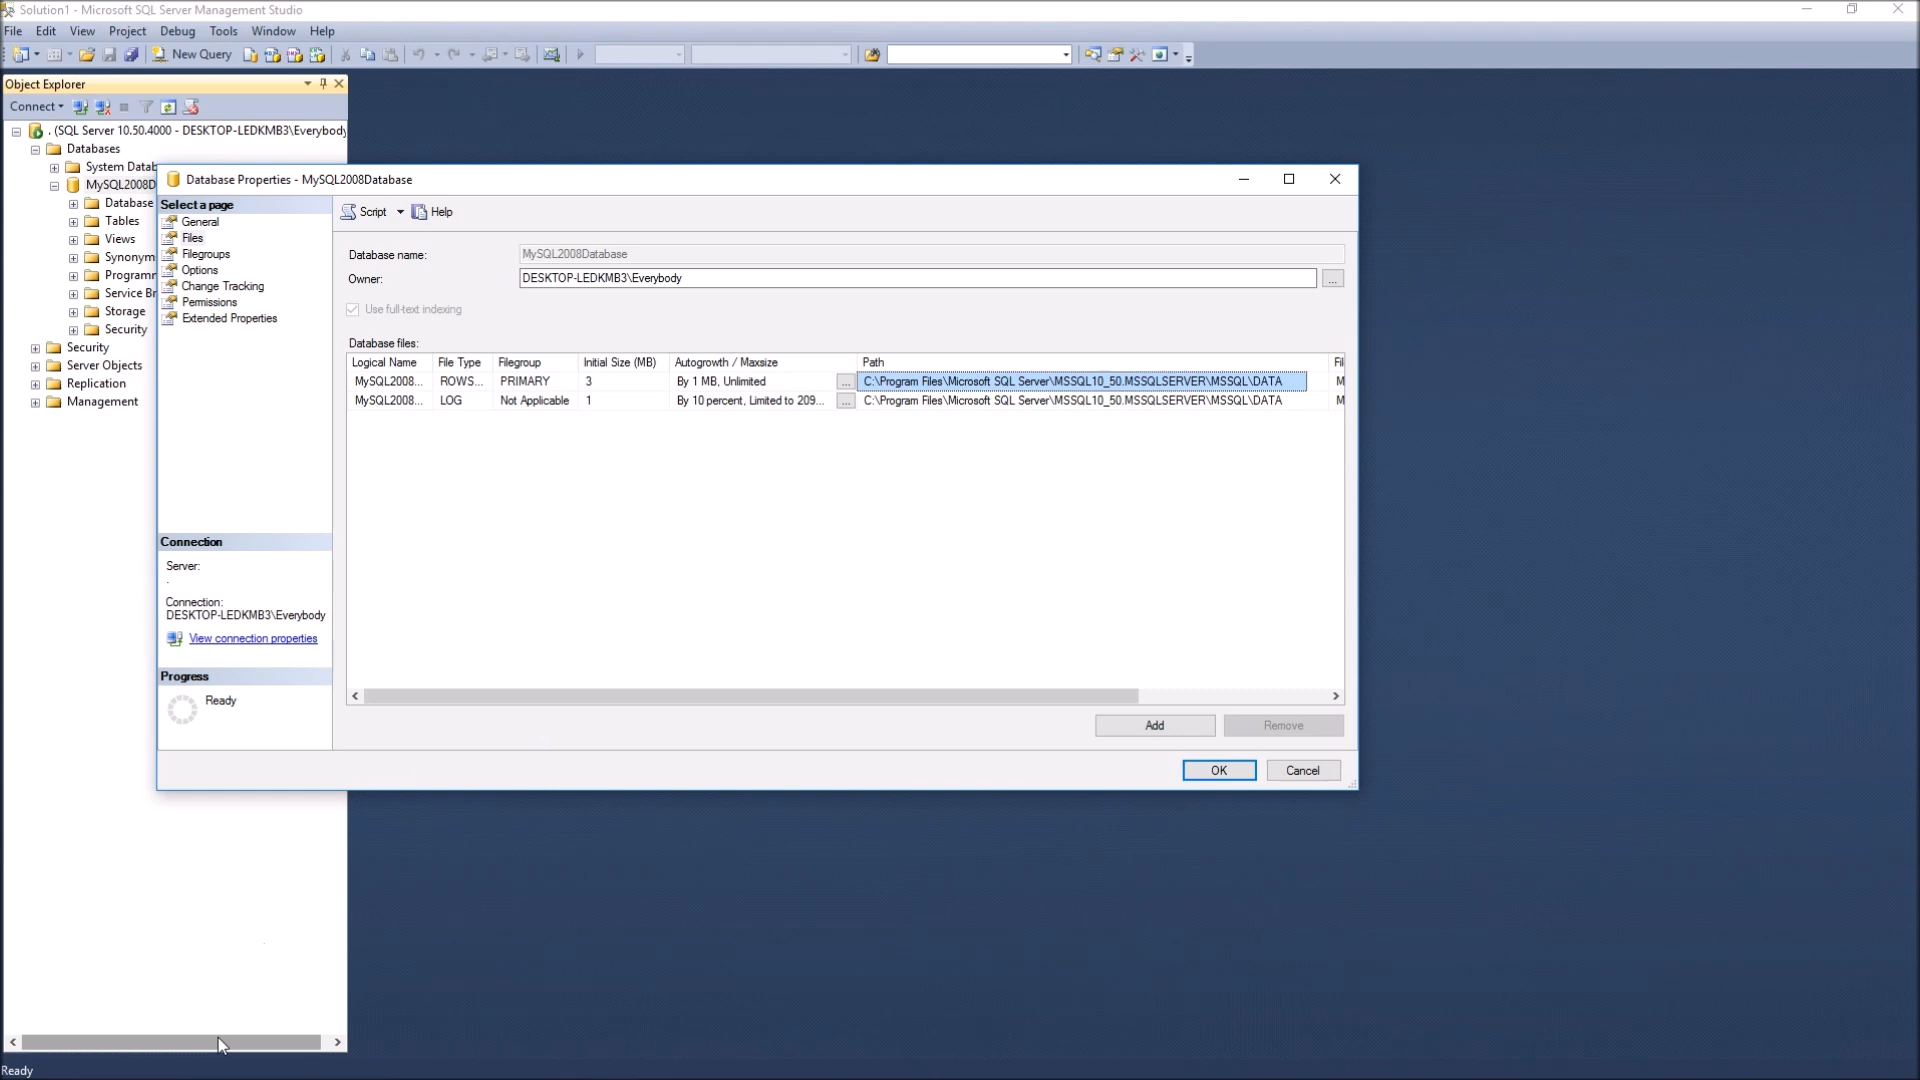 Solution1 - Microsoft SQL Server Management Studio
File Edit View Project Debug Tools Window Help
New Query
Object Explorer
Connect
. (SQL Server 10.50.4000 - DESKTOP-LEDKMB3\Everybody
Databases
System Datab
MySQL2008D
Database
Tables
Views
Synonym
Programm
Service Br
Storage
Security
Security
Server Objects
Replication
Management
Database Properties - MySQL2008Database
Select a page
General
Files
Filegroups
Options
Change Tracking
Permissions
Extended Properties
Connection
Server:
.
Connection:
DESKTOP-LEDKMB3\Everybody
View connection properties
Progress
Ready
Script Help
Database name: MySQL2008Database
Owner: DESKTOP-LEDKMB3\Everybody ...
Use full-text indexing
Database files:
Logical Name File Type Filegroup Initial Size (MB) Autogrowth / Maxsize Path Fil
MySQL2008... ROWS... PRIMARY 3 By 1 MB, Unlimited ... C:\Program Files\Microsoft SQL Server\MSSQL10_50.MSSQLSERVER\MSSQL\DATA M
MySQL2008... LOG Not Applicable 1 By 10 percent, Limited to 209... ... C:\Program Files\Microsoft SQL Server\MSSQL10_50.MSSQLSERVER\MSSQL\DATA M
Add Remove
OK Cancel
Ready